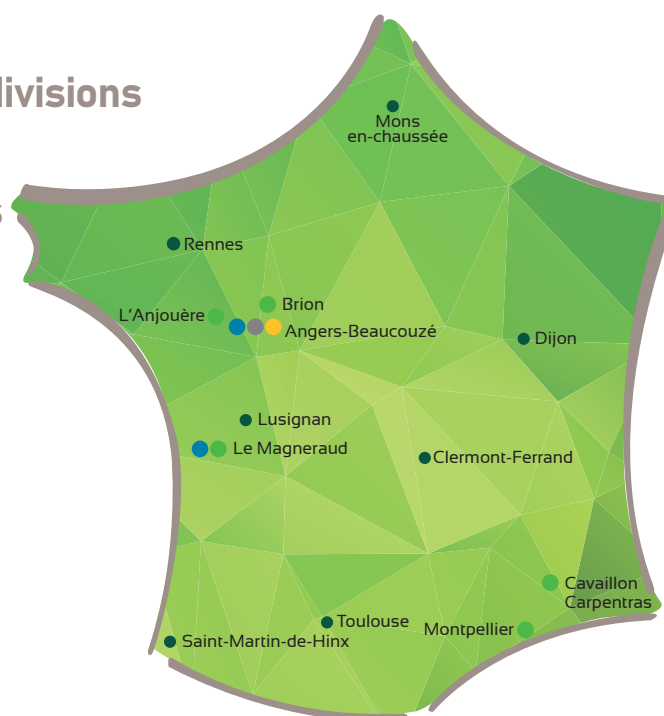 Mons
en-chaussée
Rennes
Brion
L'Anjouère
Angers-Beaucouzé
Dijon
Lusignan
Le Magneraud
Clermont-Ferrand
Cavaillon
Carpentras
Toulouse
Montpellier
Saint-Martin-de-Hinx